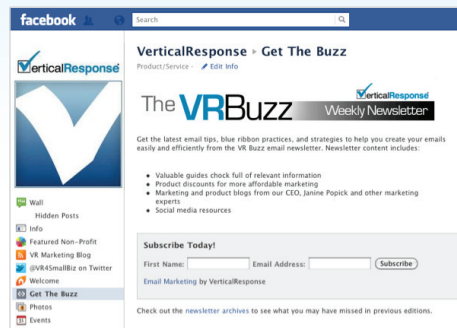 facebook
Search
VerticalResponse
VerticalResponse ▸ Get The Buzz
Product/Service · Edit Info
The VRBuzz
VerticalResponse
Weekly Newsletter
Get the latest email tips, blue ribbon practices, and strategies to help you create your emails
easily and efficiently from the VR Buzz email newsletter. Newsletter content includes:
• Valuable guides chock full of relevant information
• Product discounts for more affordable marketing
• Marketing and product blogs from our CEO, Janine Popick and other marketing
experts
• Social media resources
Wall
Hidden Posts
Info
Featured Non-Profit
VR Marketing Blog
@VR4SmallBiz on Twitter
Welcome
Get The Buzz
Photos
31 Events
Subscribe Today!
First Name: Email Address: Subscribe
Email Marketing by VerticalResponse
Check out the newsletter archives to see what you may have missed in previous editions.